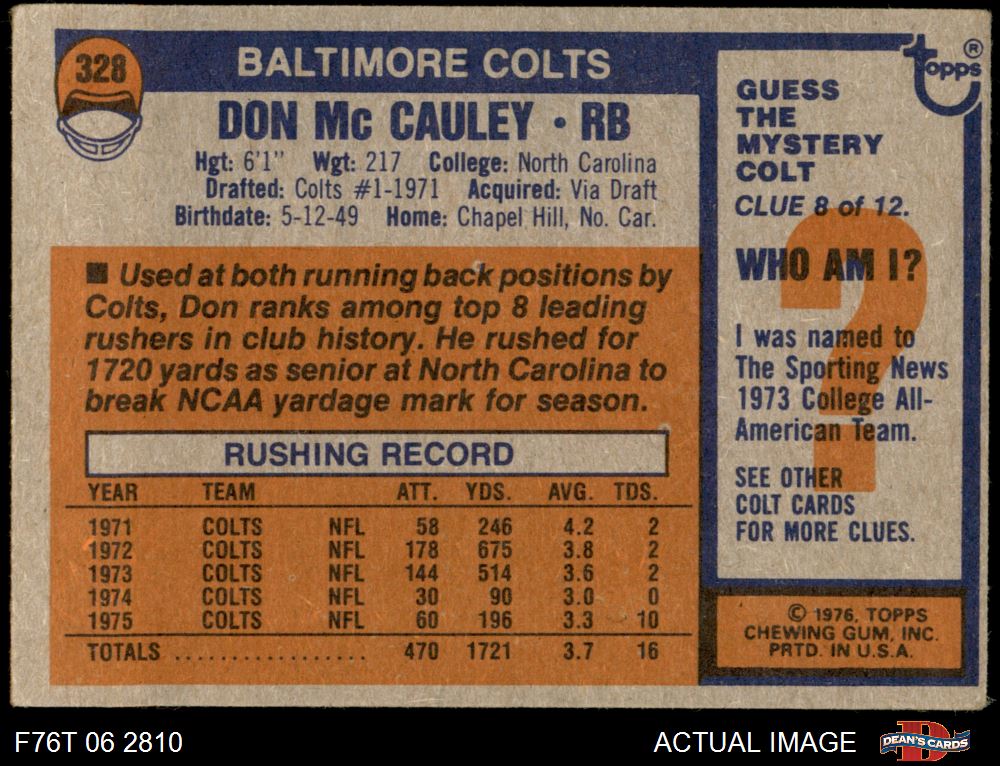 328
BALTIMORE COLTS
DON Mc CAULEY • RB
Hgt: 6'1" Wgt: 217 College: North Carolina
Drafted: Colts #1-1971 Acquired: Via Draft
Birthdate: 5-12-49 Home: Chapel Hill, No. Car.
■ Used at both running back positions by
Colts, Don ranks among top 8 leading
rushers in club history. He rushed for
1720 yards as senior at North Carolina to
break NCAA yardage mark for season.
RUSHING RECORD
YEAR TEAM ATT. YDS. AVG. TDS.
1971 COLTS NFL 58 246 4.2 2
1972 COLTS NFL 178 675 3.8 2
1973 COLTS NFL 144 514 3.6 2
1974 COLTS NFL 30 90 3.0 0
1975 COLTS NFL 60 196 3.3 10
TOTALS .................. 470 1721 3.7 16
Topps ®
GUESS
THE
MYSTERY
COLT
CLUE 8 of 12.
?
WHO AM I?
I was named to
The Sporting News
1973 College All-
American Team.
SEE OTHER
COLT CARDS
FOR MORE CLUES.
© 1976, TOPPS
CHEWING GUM, INC.
PRTD. IN U.S.A.
F76T 06 2810
ACTUAL IMAGE
D
DEAN'S CARDS